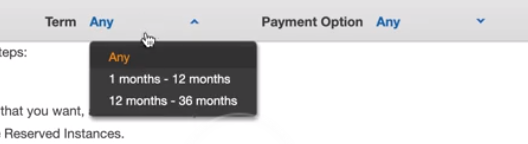 Term Any Payment Option Any
teps:
Any
1 months - 12 months
12 months - 36 months
that you want,
Reserved Instances.